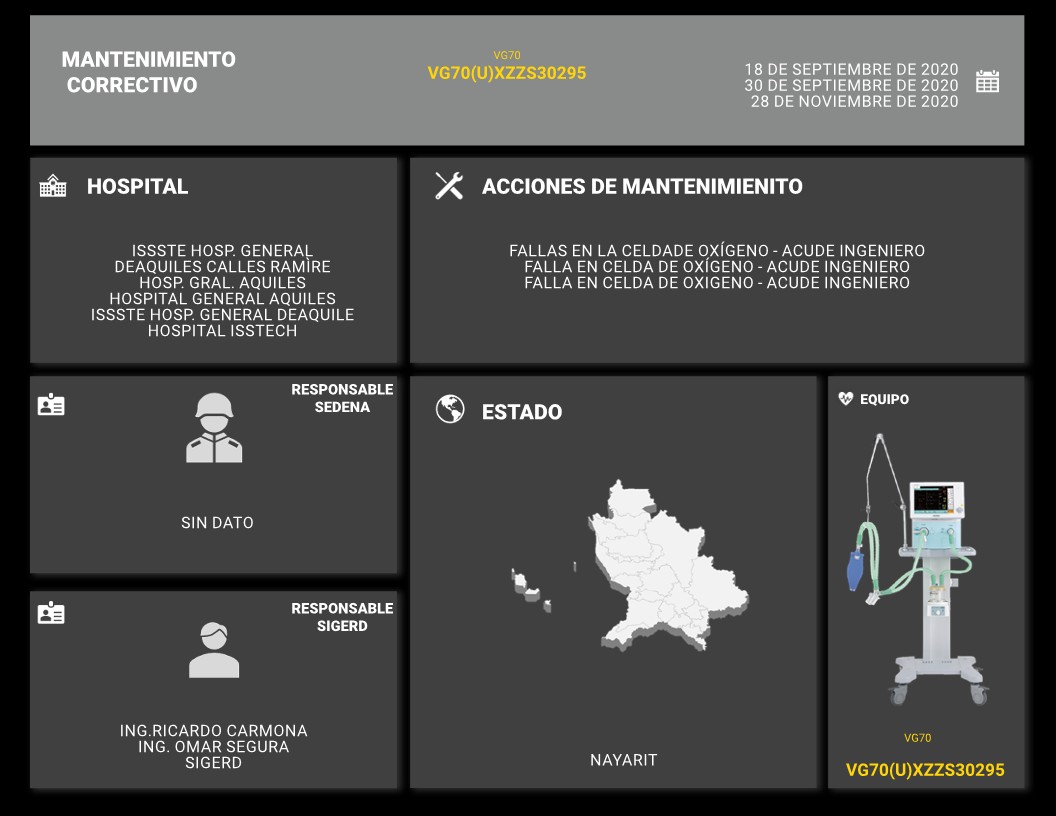 MANTENIMIENTO
CORRECTIVO
VG70
VG70(U)XZZS30295
18 DE SEPTIEMBRE DE 2020
30 DE SEPTIEMBRE DE 2020
28 DE NOVIEMBRE DE 2020
HOSPITAL
ISSSTE HOSP. GENERAL
DEAQUILES CALLES RAMÌRE
HOSP. GRAL. AQUILES
HOSPITAL GENERAL AQUILES
ISSSTE HOSP. GENERAL DEAQUILE
HOSPITAL ISSTECH
ACCIONES DE MANTENIMIENITO
FALLAS EN LA CELDADE OXÍGENO - ACUDE INGENIERO
FALLA EN CELDA DE OXÍGENO - ACUDE INGENIERO
FALLA EN CELDA DE OXIGENO - ACUDE INGENIERO
RESPONSABLE
SEDENA
SIN DATO
RESPONSABLE
SIGERD
ING.RICARDO CARMONA
ING. OMAR SEGURA
SIGERD
ESTADO
NAYARIT
EQUIPO
VG70
VG70(U)XZZS30295